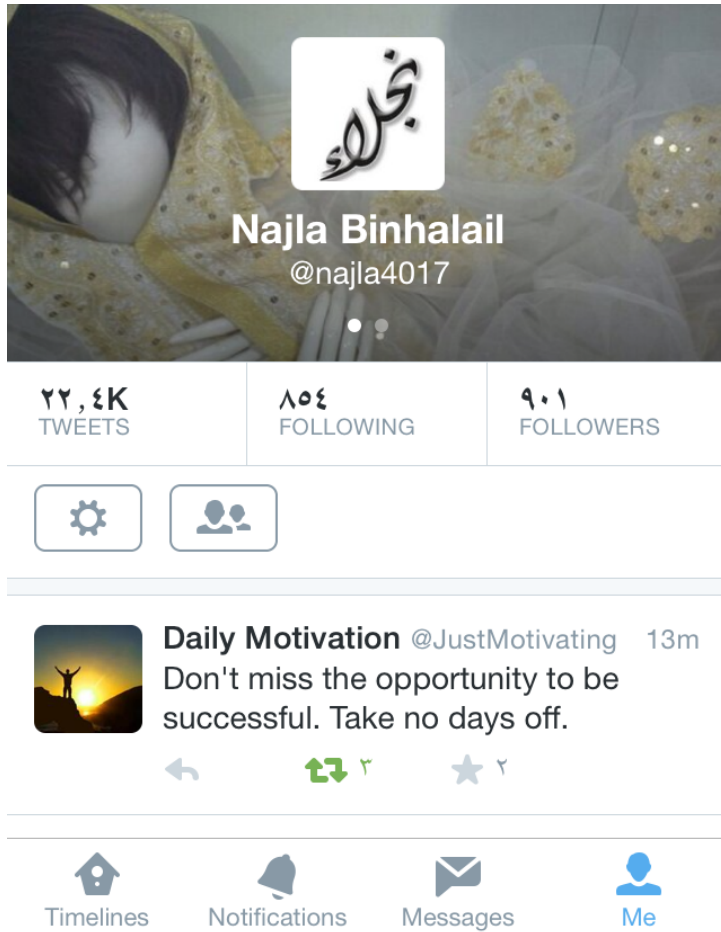 نجلاء
Najla Binhalail
@najla4017
٢٢,٤K
TWEETS
٨٥٤
FOLLOWING
٩٠١
FOLLOWERS
Daily Motivation @JustMotivating 13m
Don't miss the opportunity to be
successful. Take no days off.
٣ ٢
Timelines Notifications Messages Me